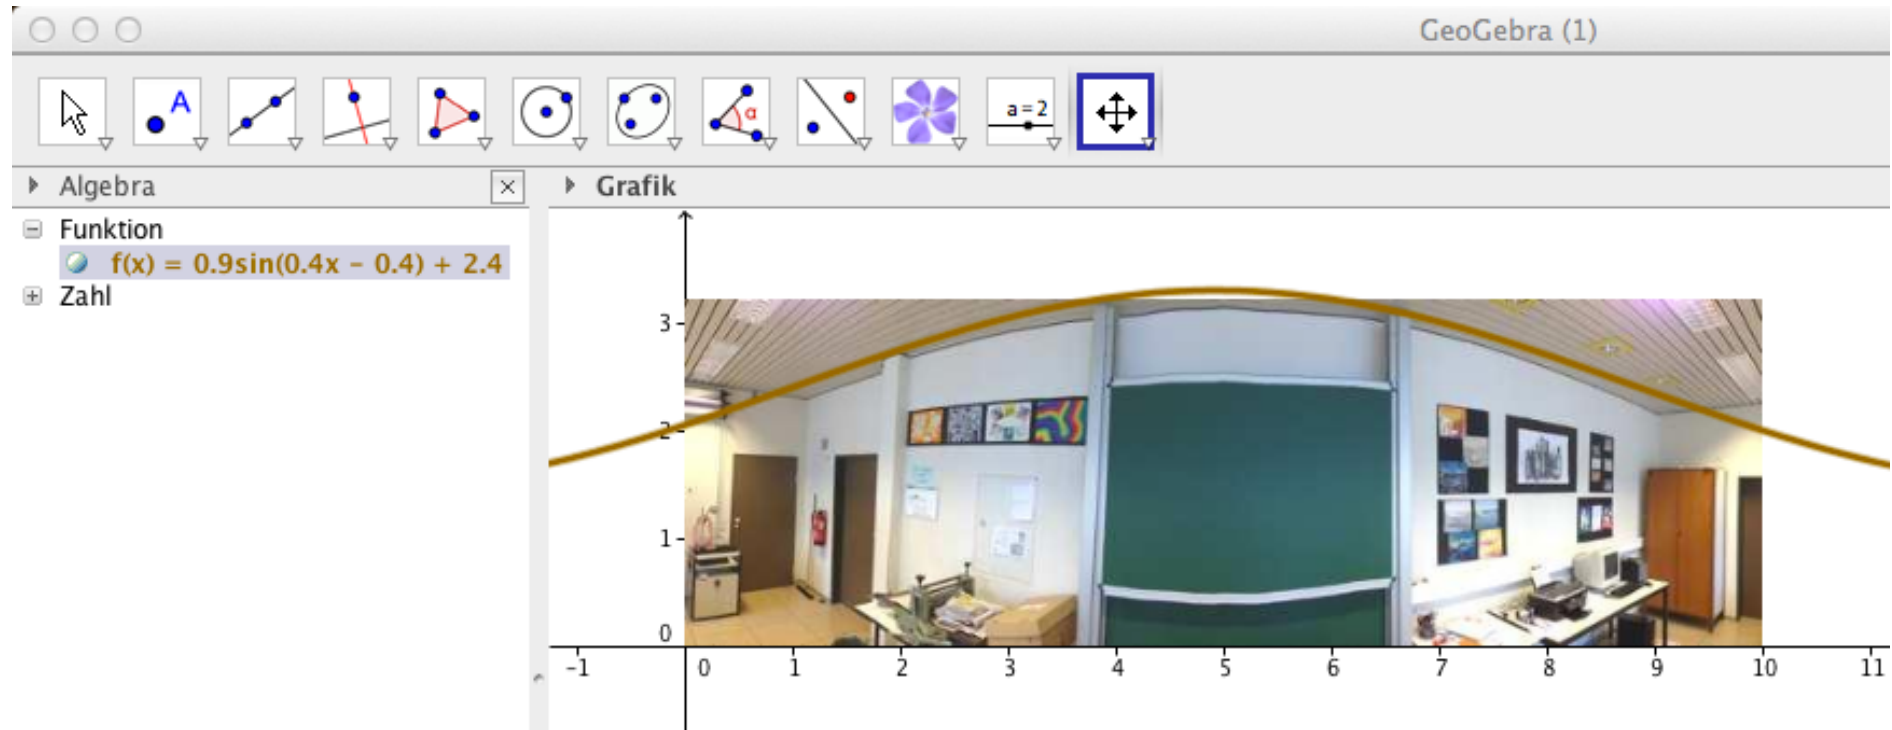 GeoGebra (1)
A
α
a = 2
Algebra
Grafik
Funktion
f(x) = 0.9sin(0.4x – 0.4) + 2.4
Zahl
3
2
1
0
–1 0 1 2 3 4 5 6 7 8 9 10 11